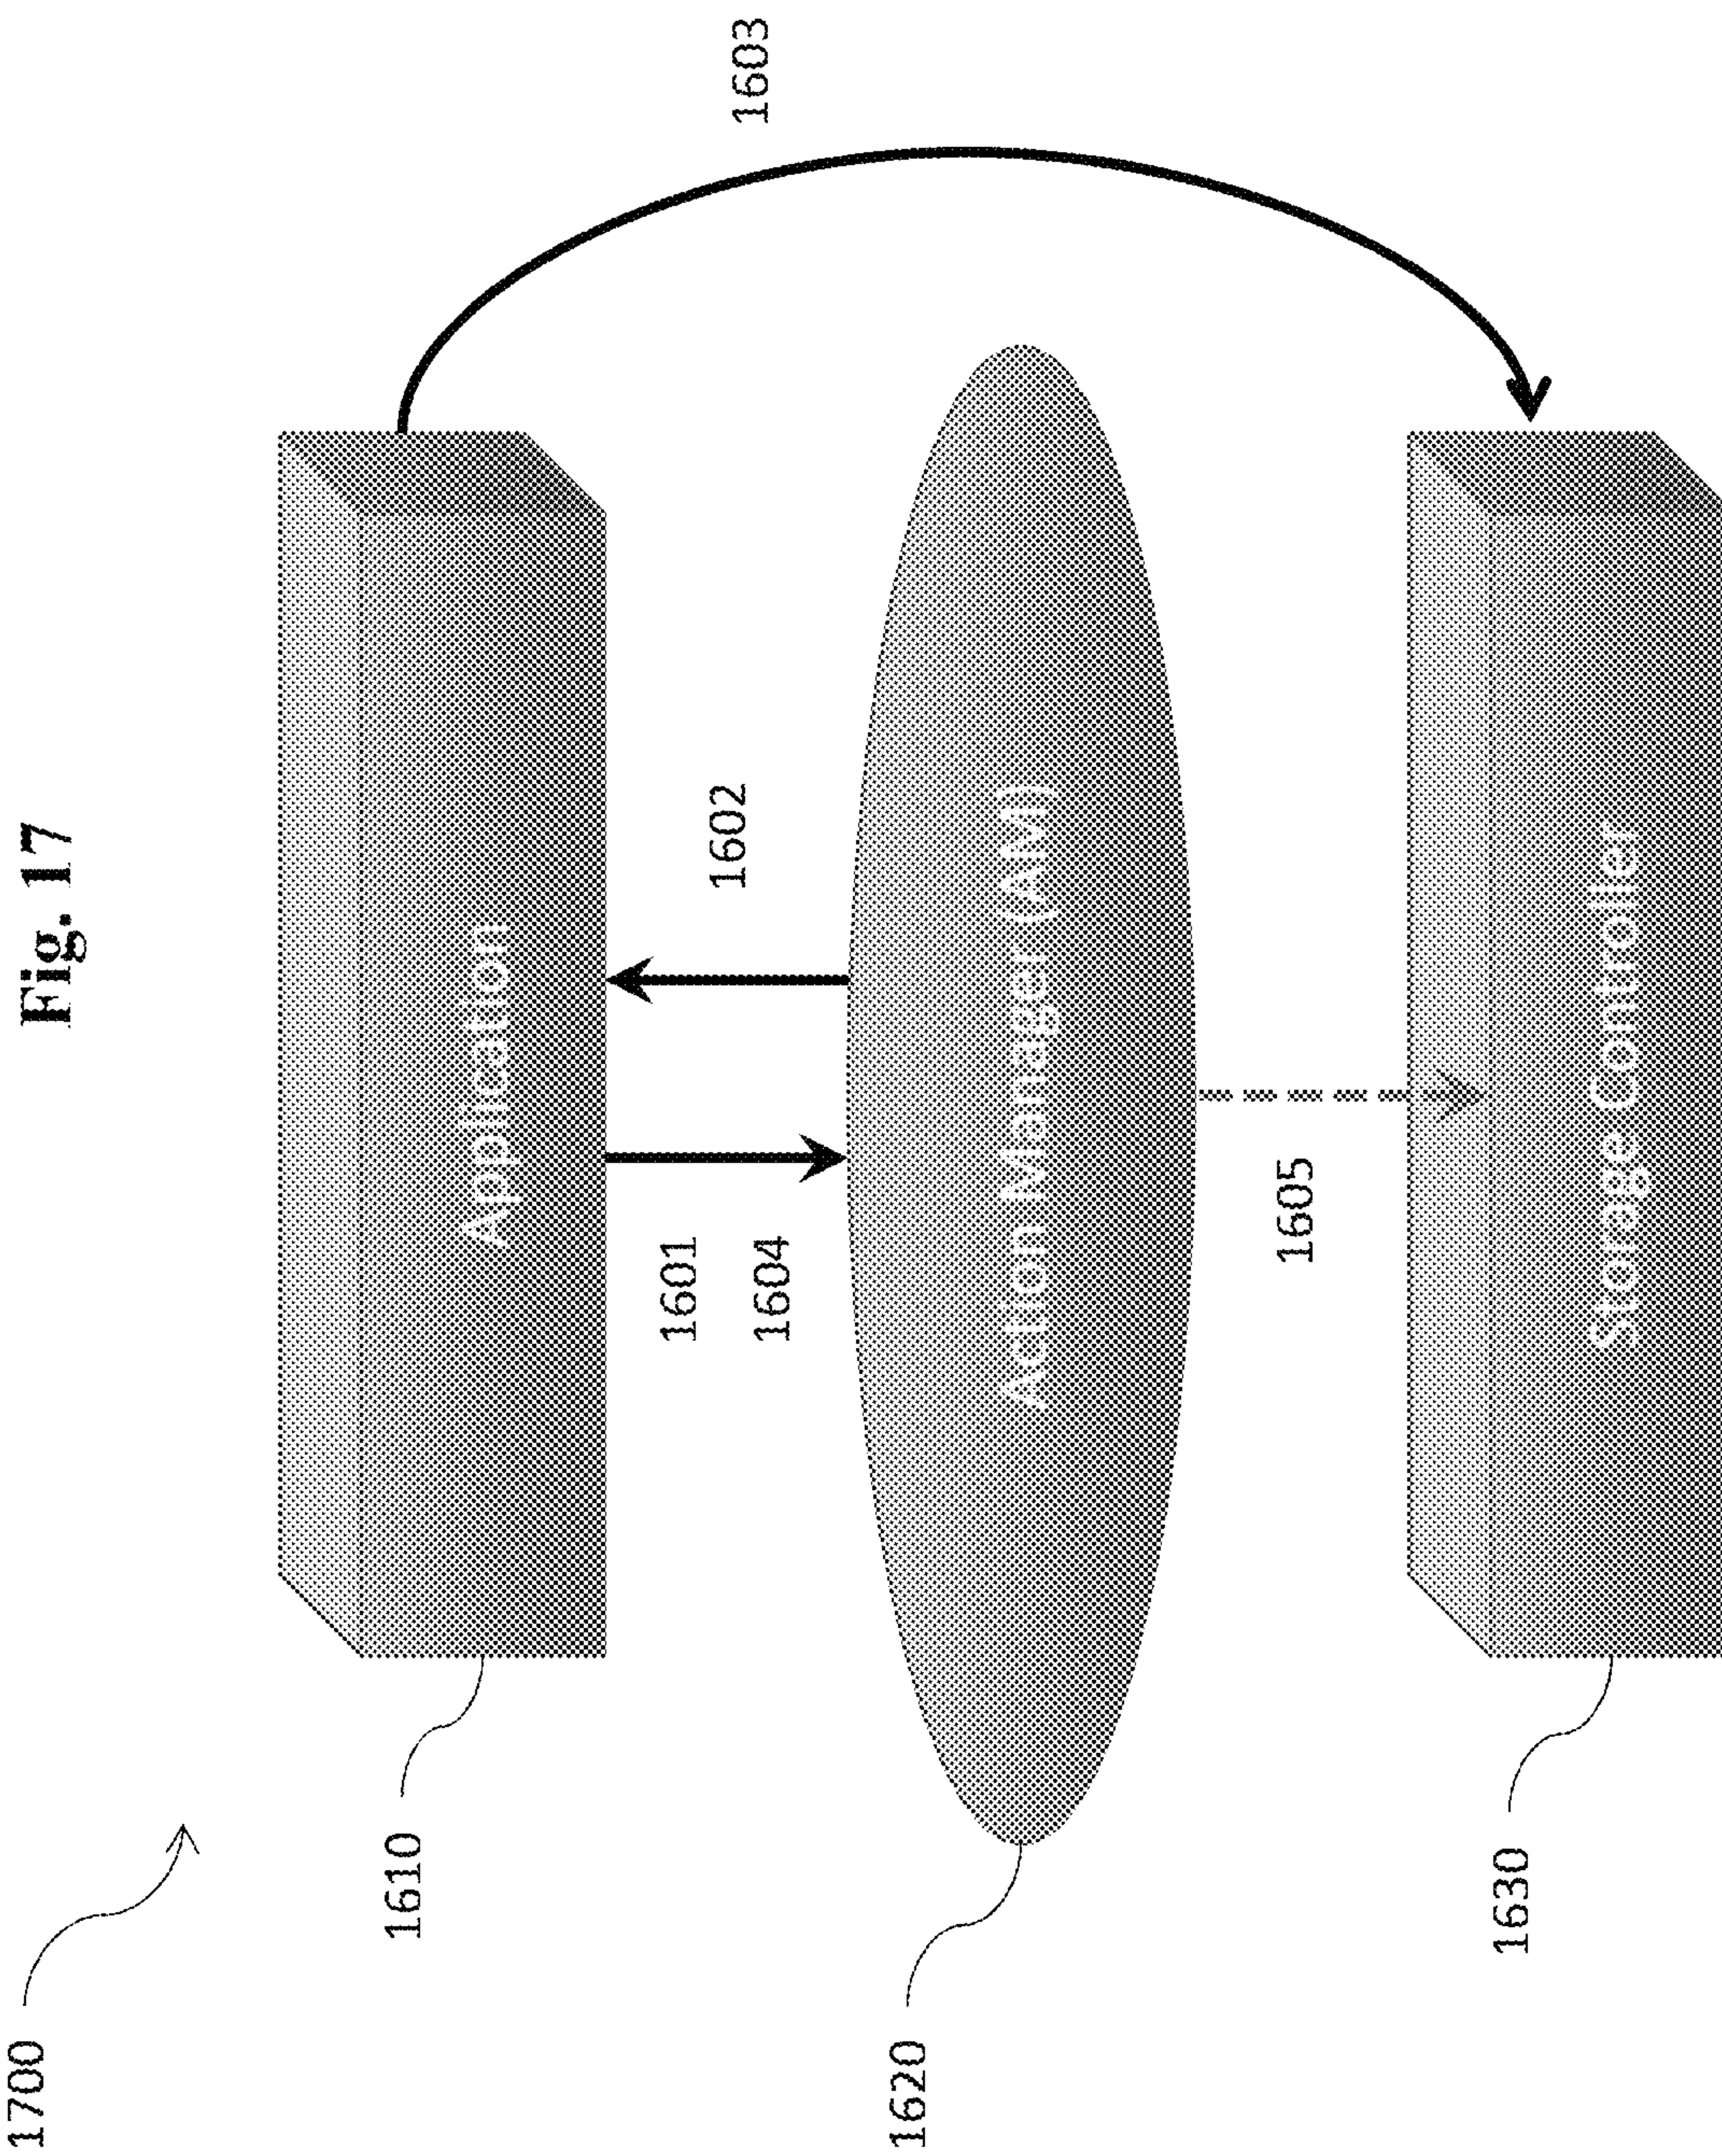 Fig. 17
1700
1610
Application
1601
1604
1602
1603
1620
Action Manager (AM)
1605
1630
Storage Controller